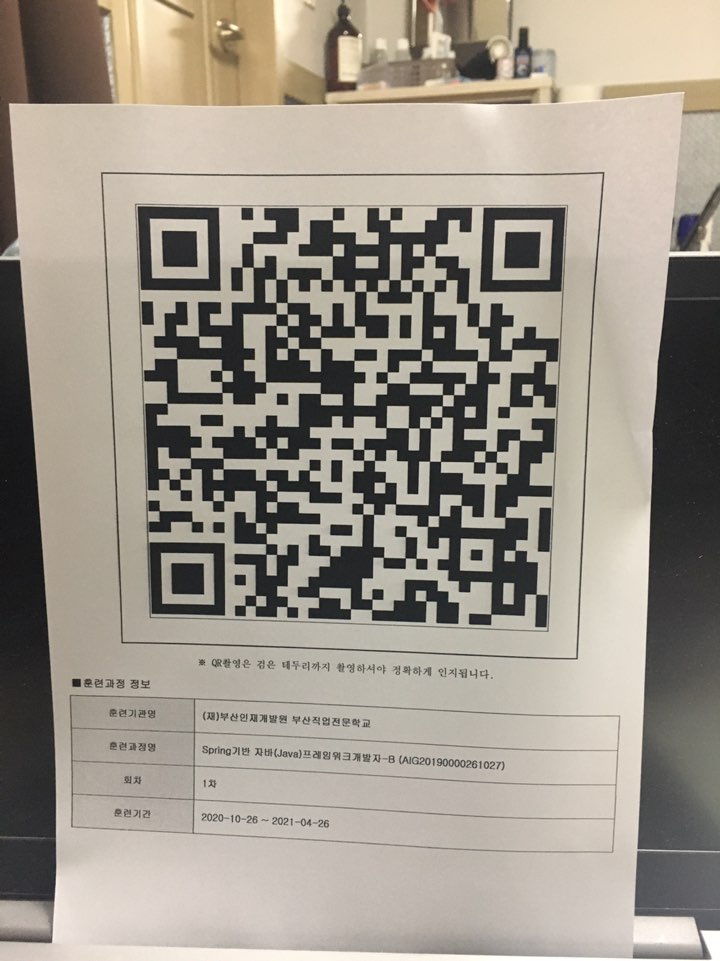 ※ QR촬영은 검은 테두리까지 촬영하셔야 정확하게 인지됩니다.
■훈련과정 정보
훈련기관명 (재)부산인재개발원 부산직업전문학교
훈련과정명 Spring기반 자바(Java)프레임워크개발자-B (AIG20190000261027)
회차 1차
훈련기간 2020-10-26 ~ 2021-04-26